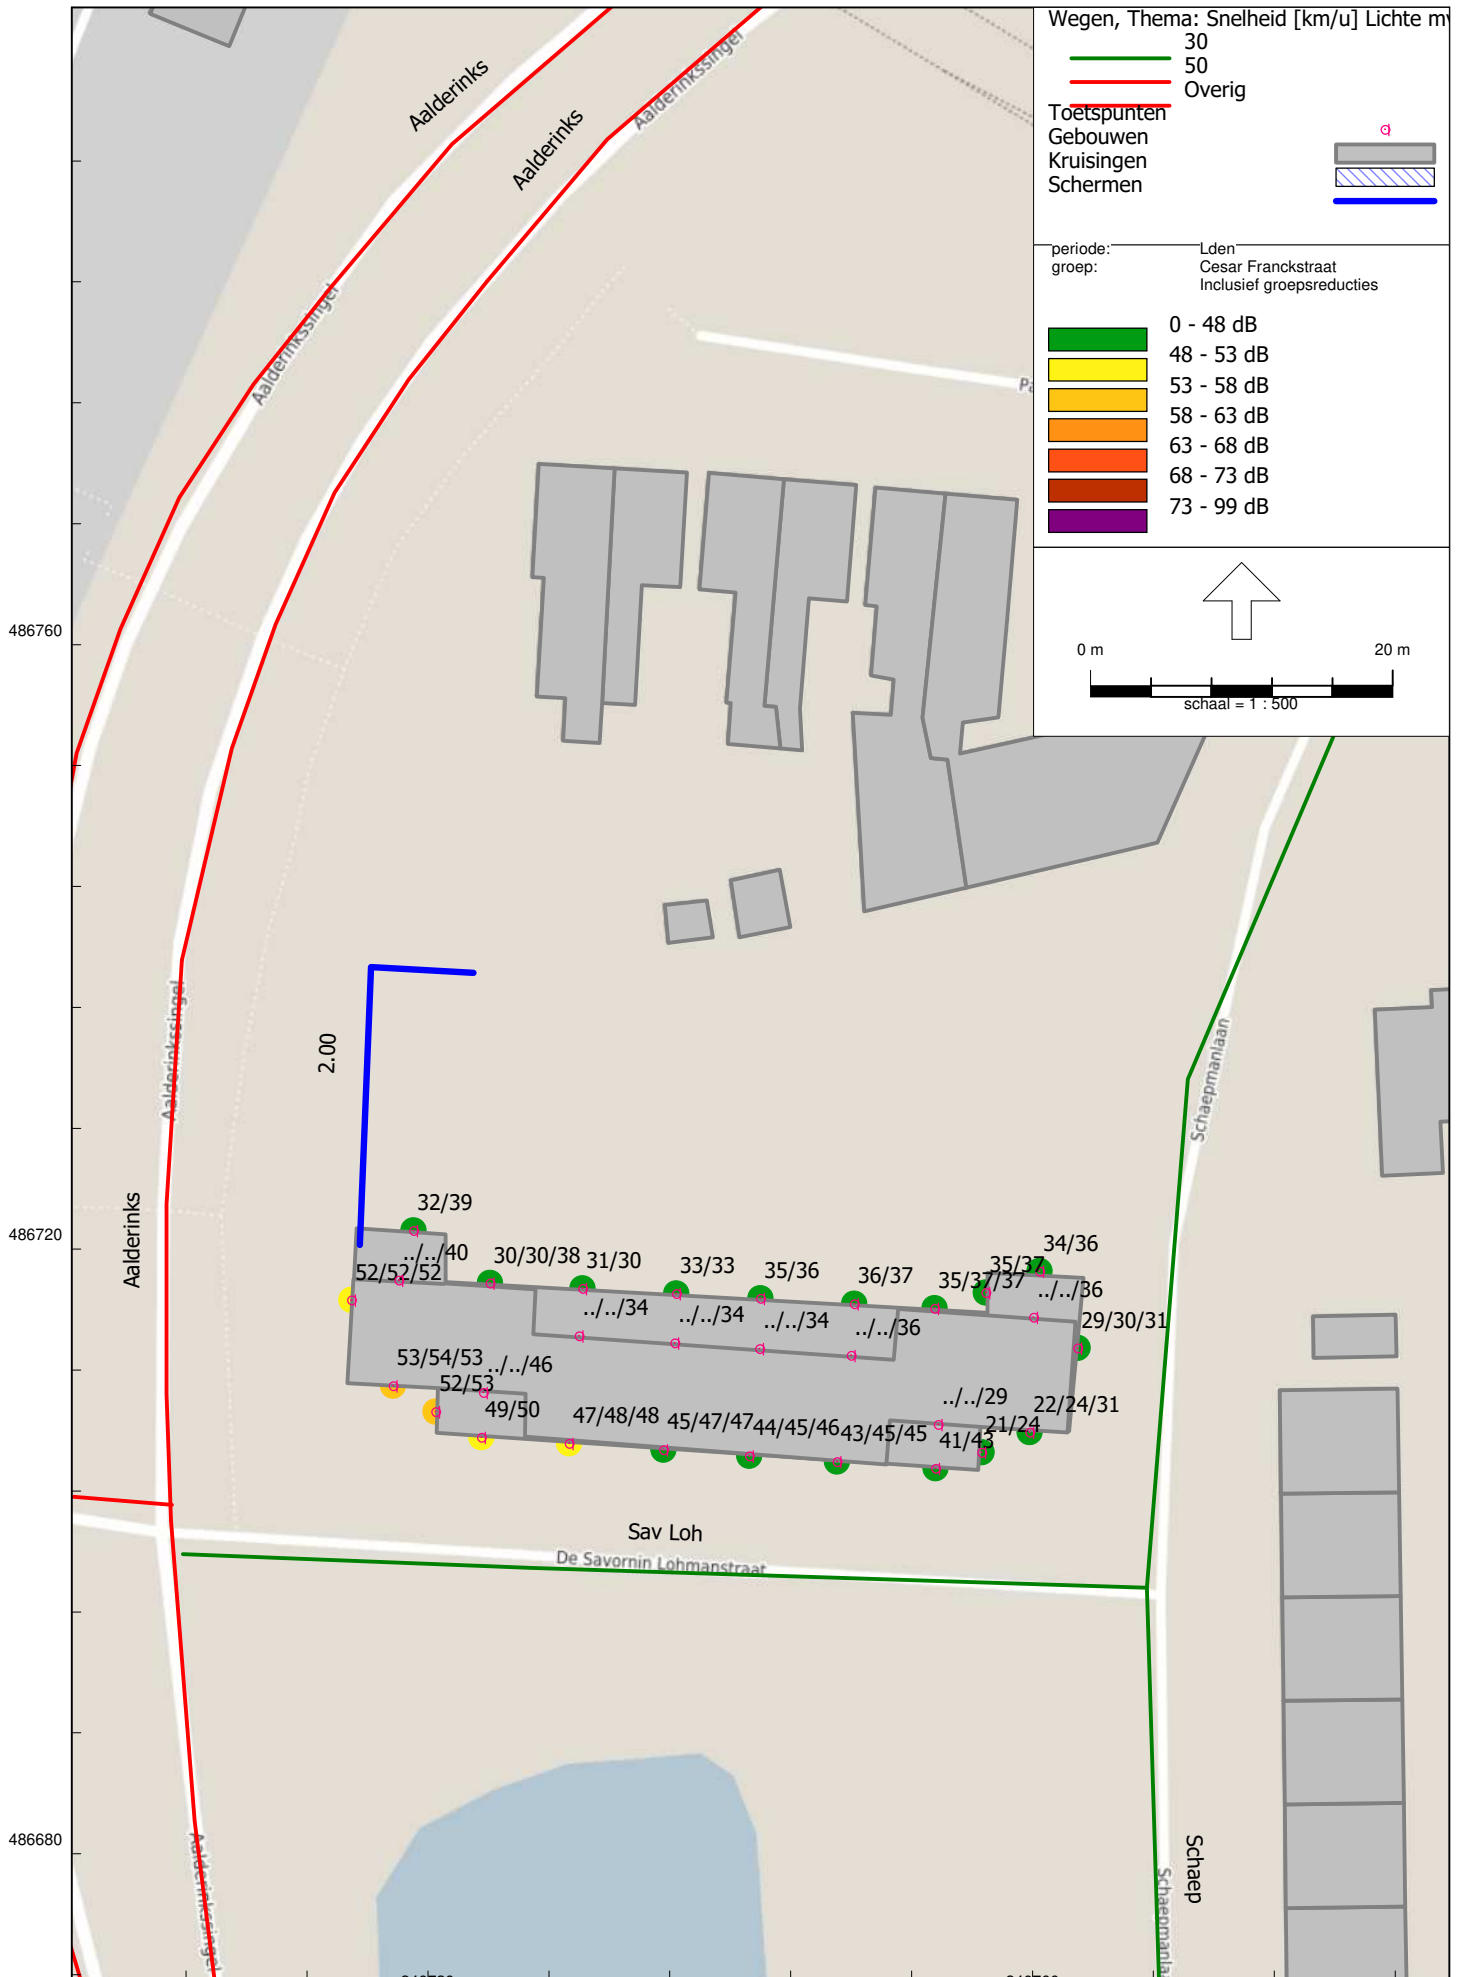 Wegen, Thema: Snelheid [km/u] Lichte mv
30
50
Overig
Toetspunten
Gebouwen
Kruisingen
Schermen
periode: Lden
groep: Cesar Franckstraat
Inclusief groepsreducties
0 - 48 dB
48 - 53 dB
53 - 58 dB
58 - 63 dB
63 - 68 dB
68 - 73 dB
73 - 99 dB
0 m 20 m
schaal = 1 : 500
Aalderinks
Aalderinkssingel
Aalderinks
Aalderinkssingel
Pa
486760
Aalderinkssingel
2.00
Schaepmanlaan
Aalderinks
486720
32/39
../../40
52/52/52
30/30/38
31/30
33/33
35/36
36/37
35/37/37
35/37
34/36
../../36
29/30/31
../../34
../../34
../../34
../../36
53/54/53
../../46
52/53
49/50
47/48/48
45/47/47
44/45/46
43/45/45
../../29
41/43
21/24
22/24/31
Sav Loh
De Savornin Lohmanstraat
486680
Aalderinkssingel
Schaep
Schaepmanlaa